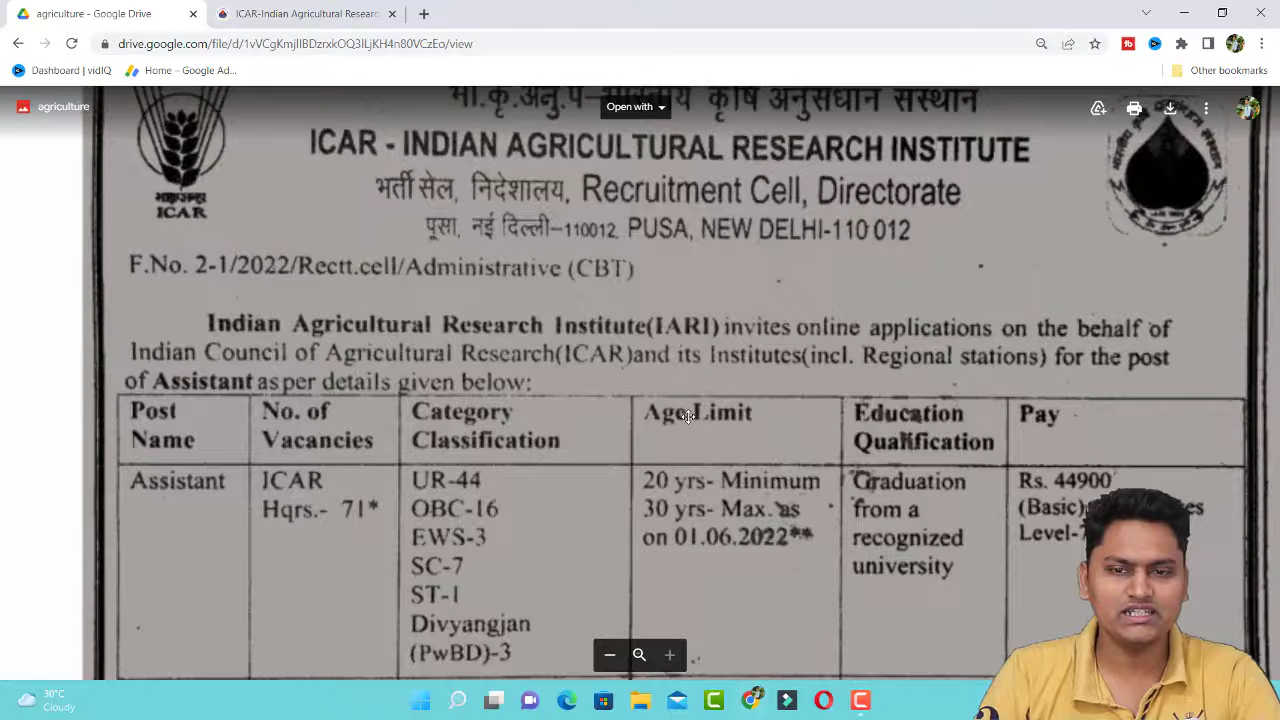 agriculture - Google Drive
ICAR-Indian Agricultural Researc
drive.google.com/file/d/1vVCgKmjlIBDzrxkOQ3lLjKH4n80VCzEo/view
Dashboard | vidIQ
Home – Google Ad...
Other bookmarks
agriculture
Open with
कृषि अनुसंधान संस्थान
ICAR
ICAR - INDIAN AGRICULTURAL RESEARCH INSTITUTE
भर्ती सेल, निदेशालय, Recruitment Cell, Directorate
पूसा, नई दिल्ली-110012, PUSA, NEW DELHI-110 012
F.No. 2-1/2022/Rectt.cell/Administrative (CBT)
Indian Agricultural Research Institute(IARI) invites online applications on the behalf of
Indian Council of Agricultural Research(ICAR)and its Institutes(incl. Regional stations) for the post
of Assistant as per details given below:
Post Name
No. of Vacancies
Category Classification
Age Limit
Education Qualification
Pay
Assistant
ICAR
Hqrs.- 71*
UR-44
OBC-16
EWS-3
SC-7
ST-1
Divyangjan
(PwBD)-3
20 yrs- Minimum
30 yrs- Max. as
on 01.06.2022**
Graduation
from a
recognized
university
Rs. 44900
(Basic)
Level-7
30°C
Cloudy